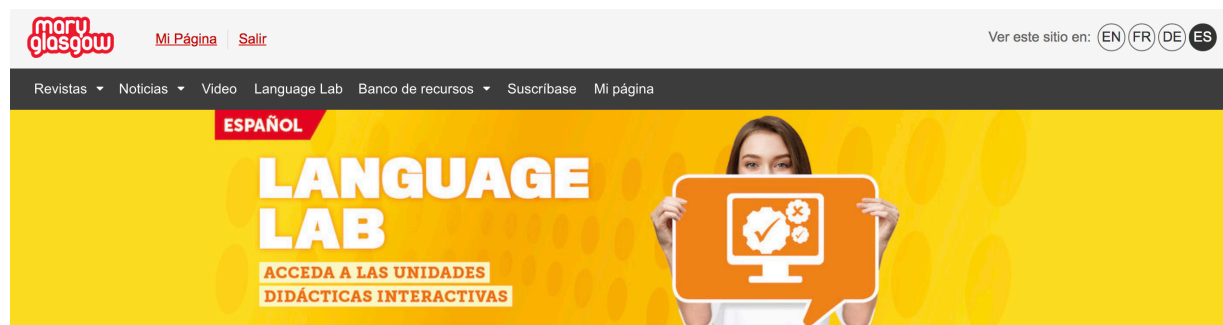 mary
glasgow
Mi Página Salir
Ver este sitio en: EN FR DE ES
Revistas Noticias Video Language Lab Banco de recursos Suscríbase Mi página
ESPAÑOL
LANGUAGE
LAB
ACCEDA A LAS UNIDADES
DIDÁCTICAS INTERACTIVAS